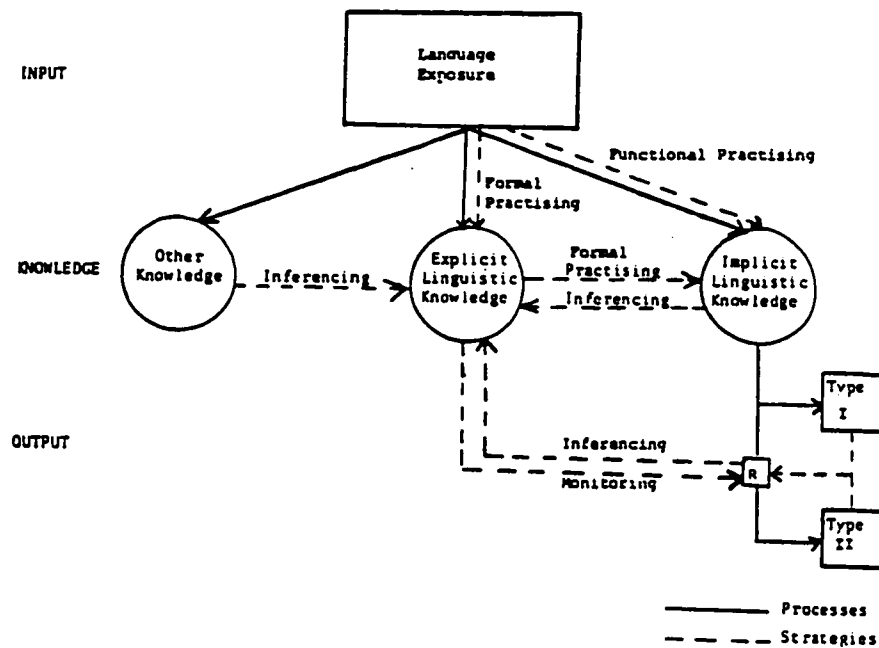 INPUT
Language
Exposure
Functional Practising
Formal
Practising
KNOWLEDGE
Other
Knowledge
Inferencing
Explicit
Linguistic
Knowledge
Formal
Practising
Inferencing
Implicit
Linguistic
Knowledge
OUTPUT
Type
I
Inferencing
R
Monitoring
Type
II
Processes
Strategies